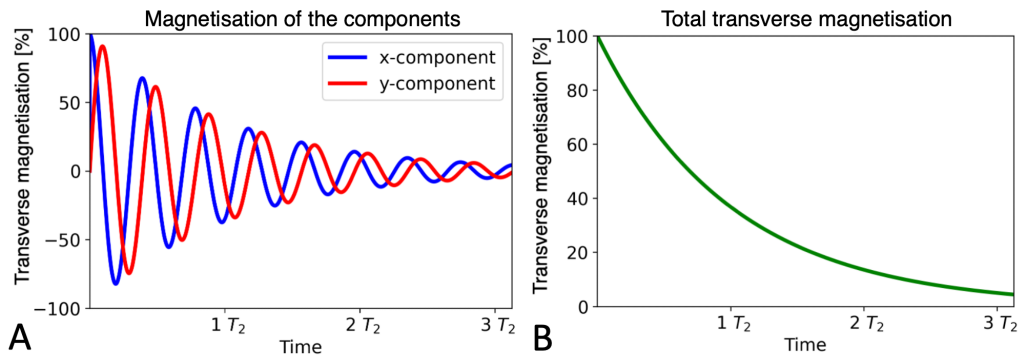 Magnetisation of the components
Transverse magnetisation [%]
100
50
0
−50
−100
x-component
y-component
1 T₂
2 T₂
3 T₂
Time
A
Total transverse magnetisation
Transverse magnetisation [%]
100
80
60
40
20
0
1 T₂
2 T₂
3 T₂
Time
B